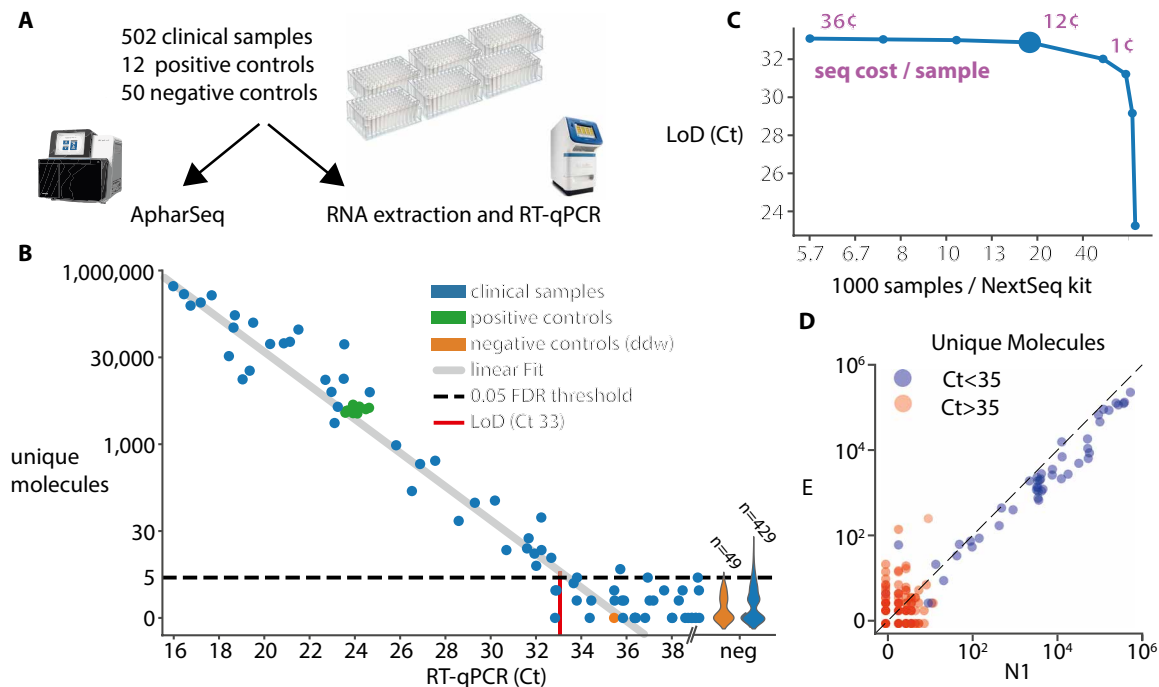 A
502 clinical samples
12 positive controls
50 negative controls
ApharSeq
RNA extraction and RT-qPCR
B
1,000,000
30,000
1,000
30
5
0
unique
molecules
clinical samples
positive controls
negative controls (ddw)
linear Fit
0.05 FDR threshold
LoD (Ct 33)
n=49
n=429
16 18 20 22 24 26 28 30 32 34 36 38
neg
RT-qPCR (Ct)
C
36¢
12¢
1¢
seq cost / sample
LoD (Ct)
32
30
28
26
24
5.7 6.7 8 10 13 20 40
1000 samples / NextSeq kit
D
Unique Molecules
Ct<35
Ct>35
E
10⁶
10⁴
10²
0
0 10² 10⁴ 10⁶
N1